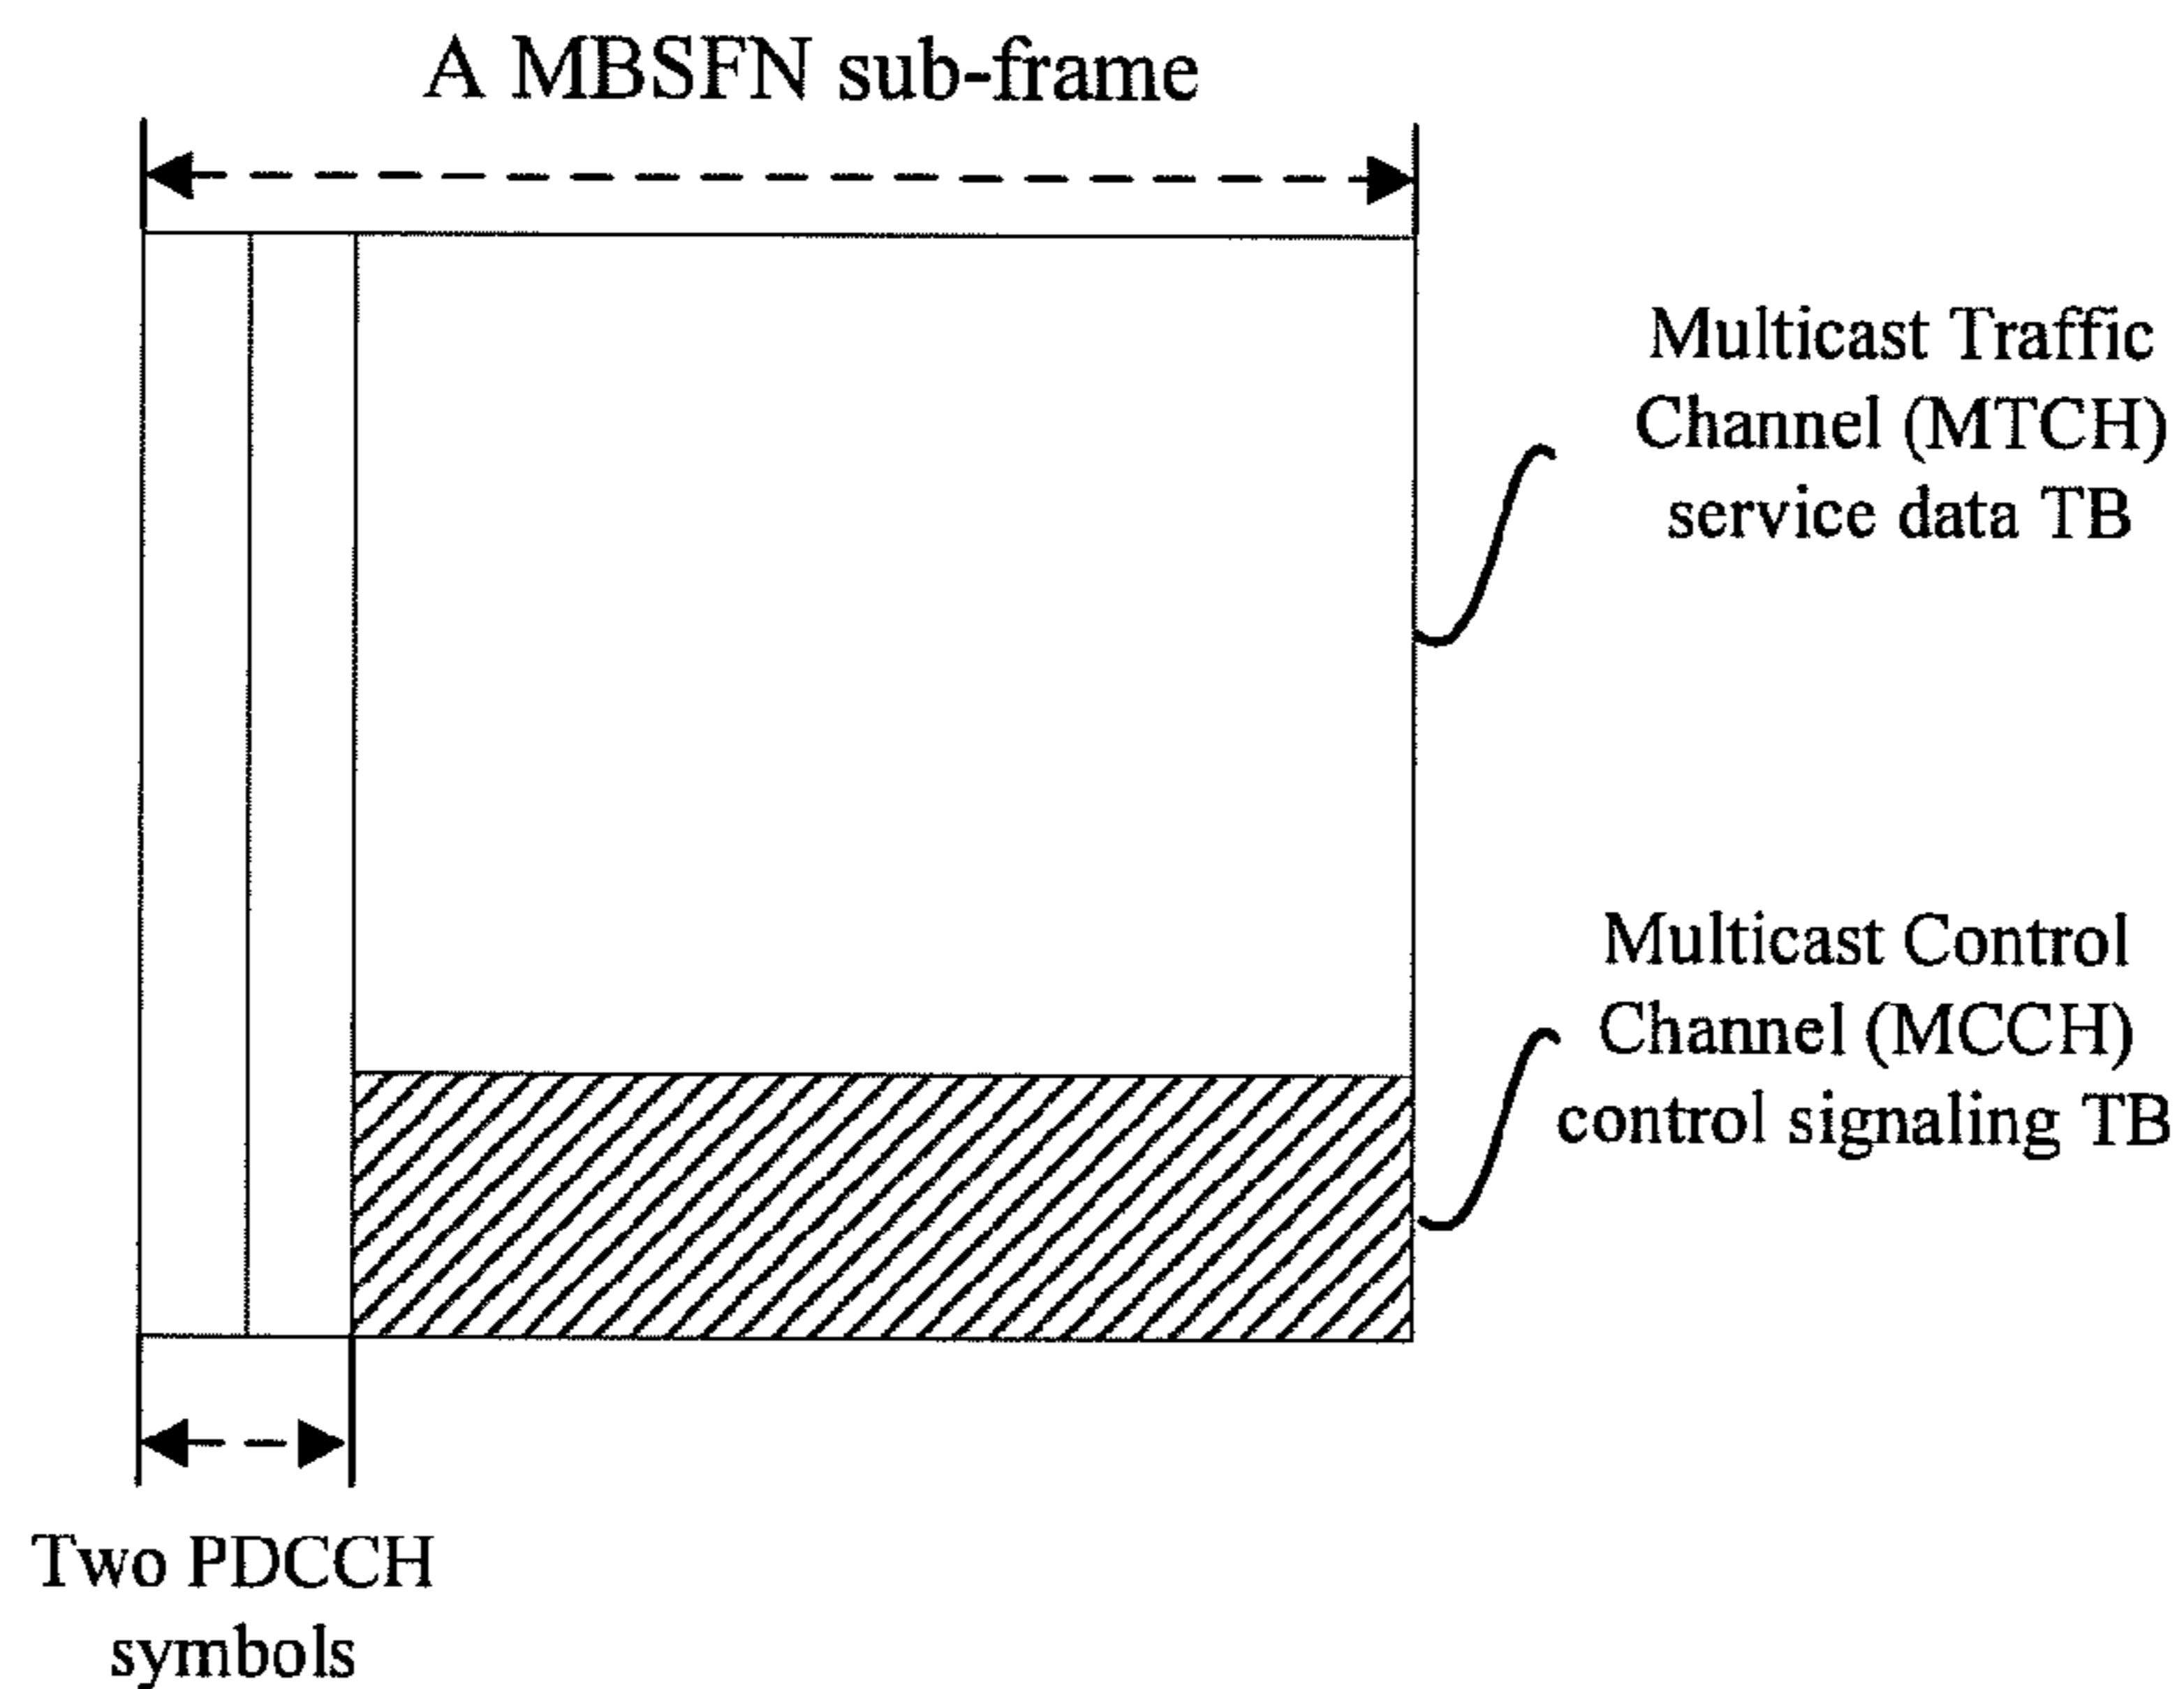 A MBSFN sub-frame
Multicast Traffic
Channel (MTCH)
service data TB
Multicast Control
Channel (MCCH)
control signaling TB
Two PDCCH
symbols